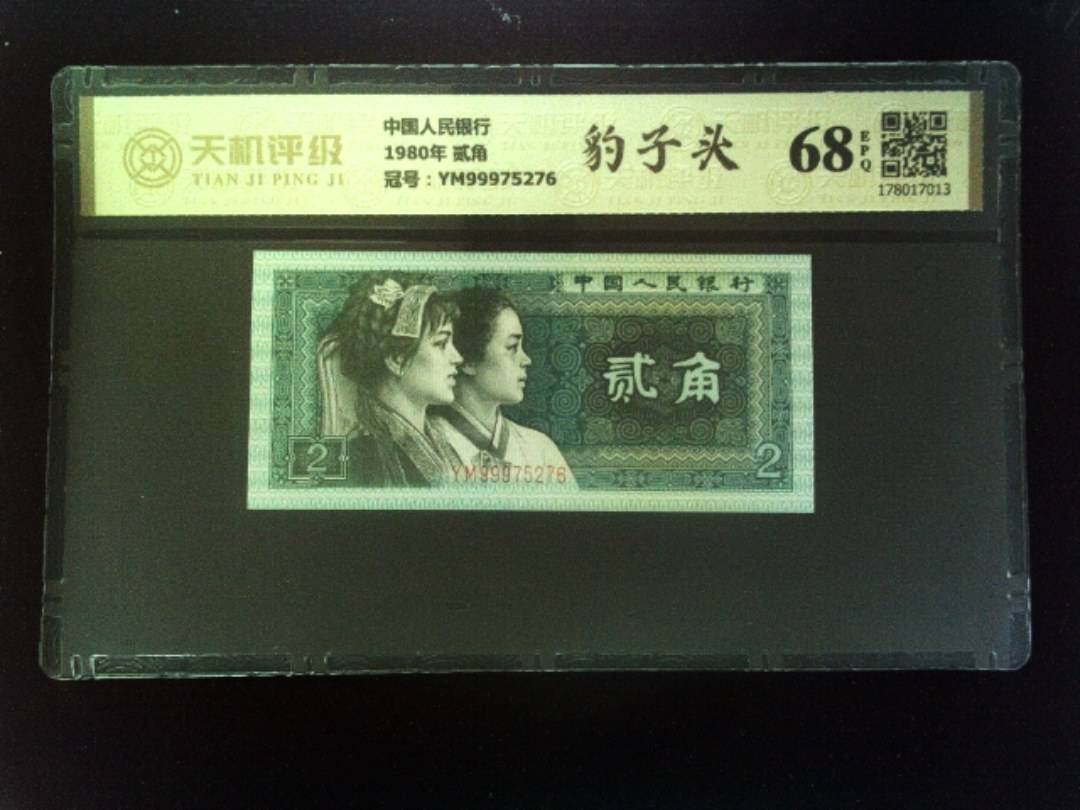 天机评级
TIAN JI PING JI
中国人民银行
1980年 贰角
冠号：YM99975276
豹子头
68
EPQ
178017013
中国人民银行
贰角
2
YM99975276
2